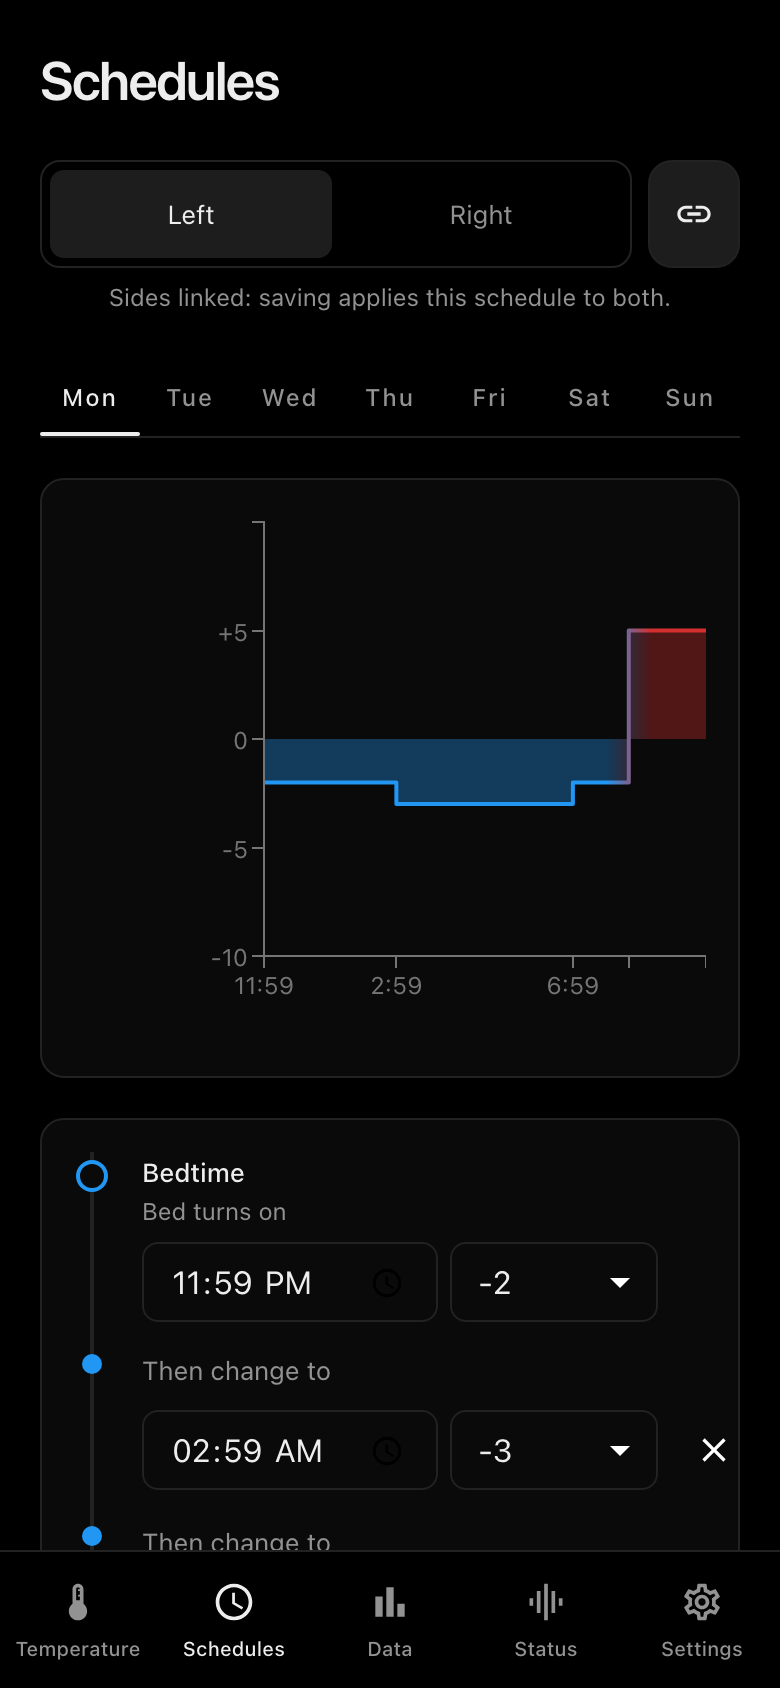 Schedules
Left Right
Sides linked: saving applies this schedule to both.
Mon Tue Wed Thu Fri Sat Sun
+5
0
-5
-10
11:59 2:59 6:59
Bedtime
Bed turns on
11:59 PM -2
Then change to
02:59 AM -3
Then change to
Temperature Schedules Data Status Settings